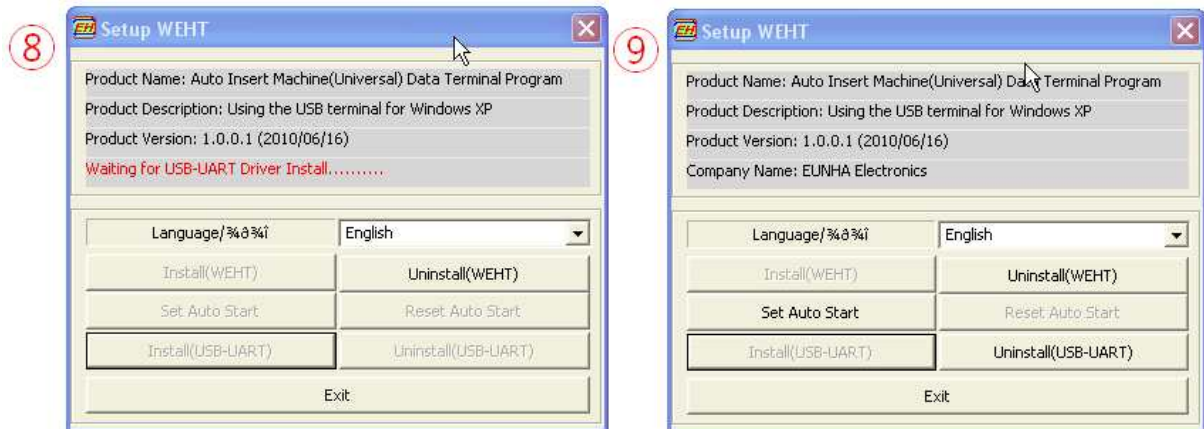 ⑧
Setup WEHT
Product Name: Auto Insert Machine(Universal) Data Terminal Program
Product Description: Using the USB terminal for Windows XP
Product Version: 1.0.0.1 (2010/06/16)
Waiting for USB-UART Driver Install..........
Language/¾ð¾î English
Install(WEHT) Uninstall(WEHT)
Set Auto Start Reset Auto Start
Install(USB-UART) Uninstall(USB-UART)
Exit
⑨
Setup WEHT
Product Name: Auto Insert Machine(Universal) Data Terminal Program
Product Description: Using the USB terminal for Windows XP
Product Version: 1.0.0.1 (2010/06/16)
Company Name: EUNHA Electronics
Language/¾ð¾î English
Install(WEHT) Uninstall(WEHT)
Set Auto Start Reset Auto Start
Install(USB-UART) Uninstall(USB-UART)
Exit